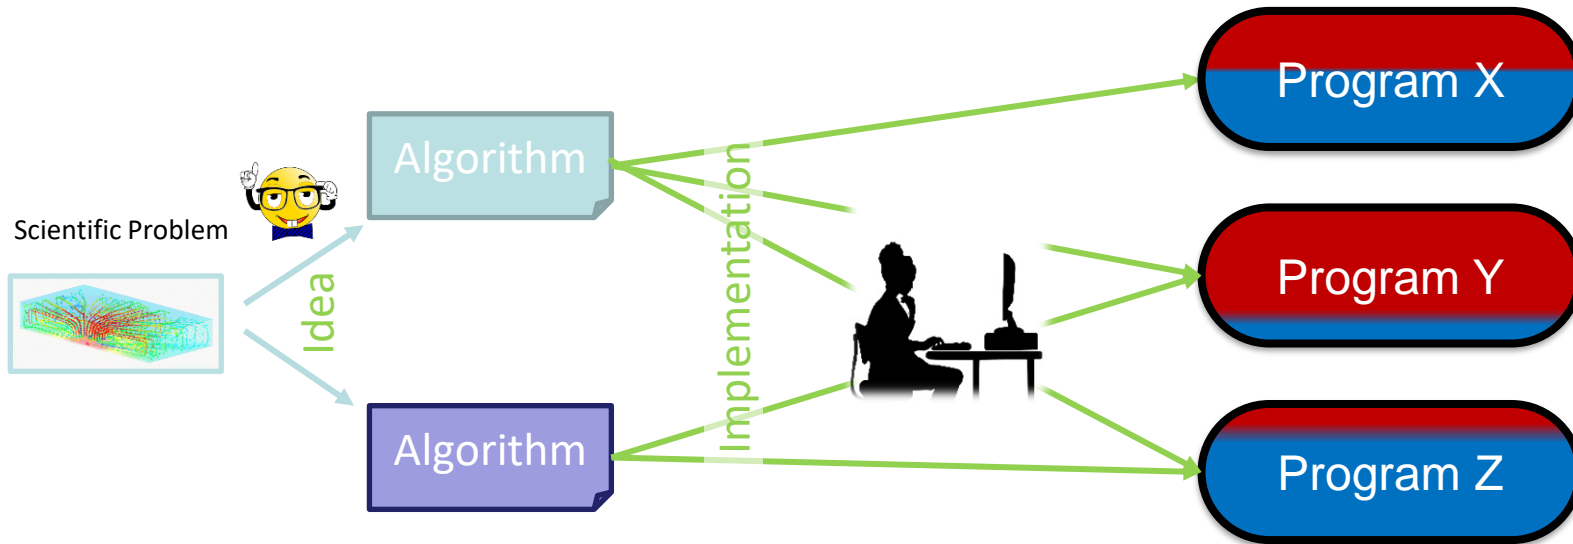 Scientific Problem
Idea
Algorithm
Algorithm
Implementation
Program X
Program Y
Program Z